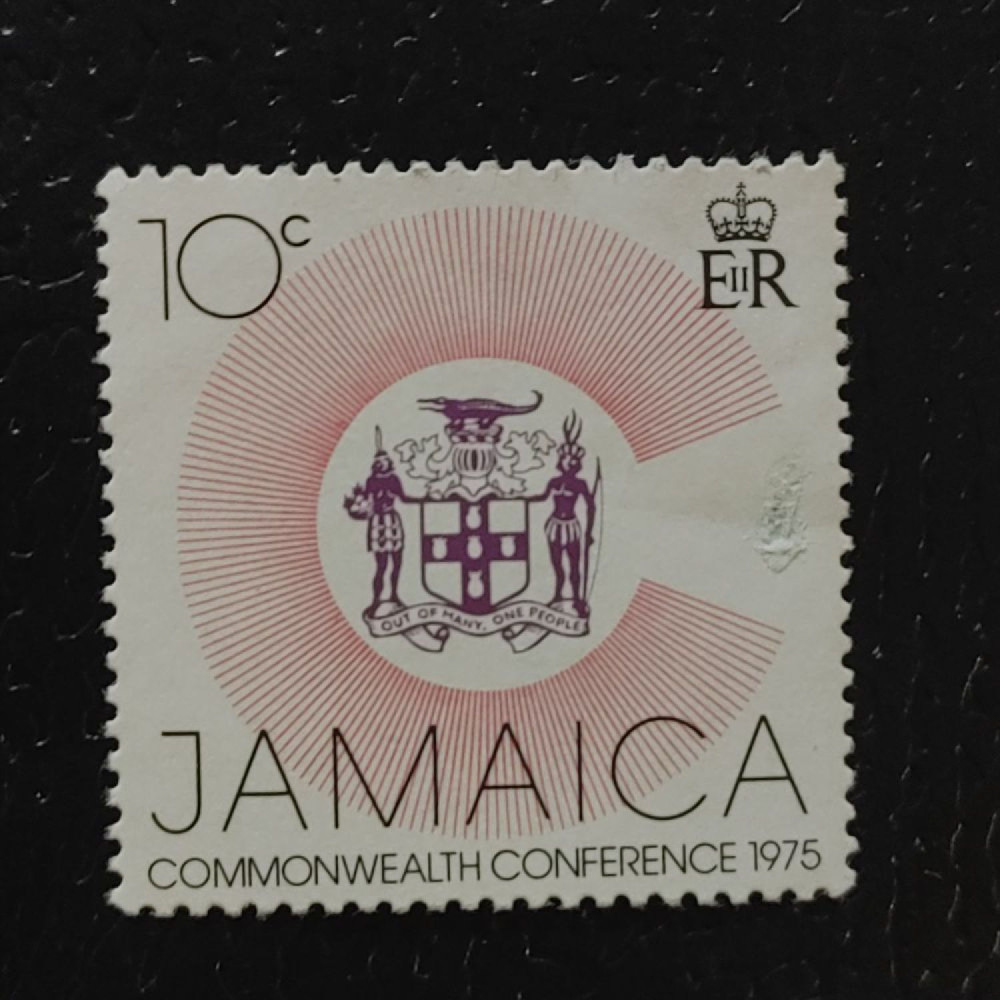 10c
EIIR
OUT OF MANY, ONE PEOPLE
JAMAICA
COMMONWEALTH CONFERENCE 1975